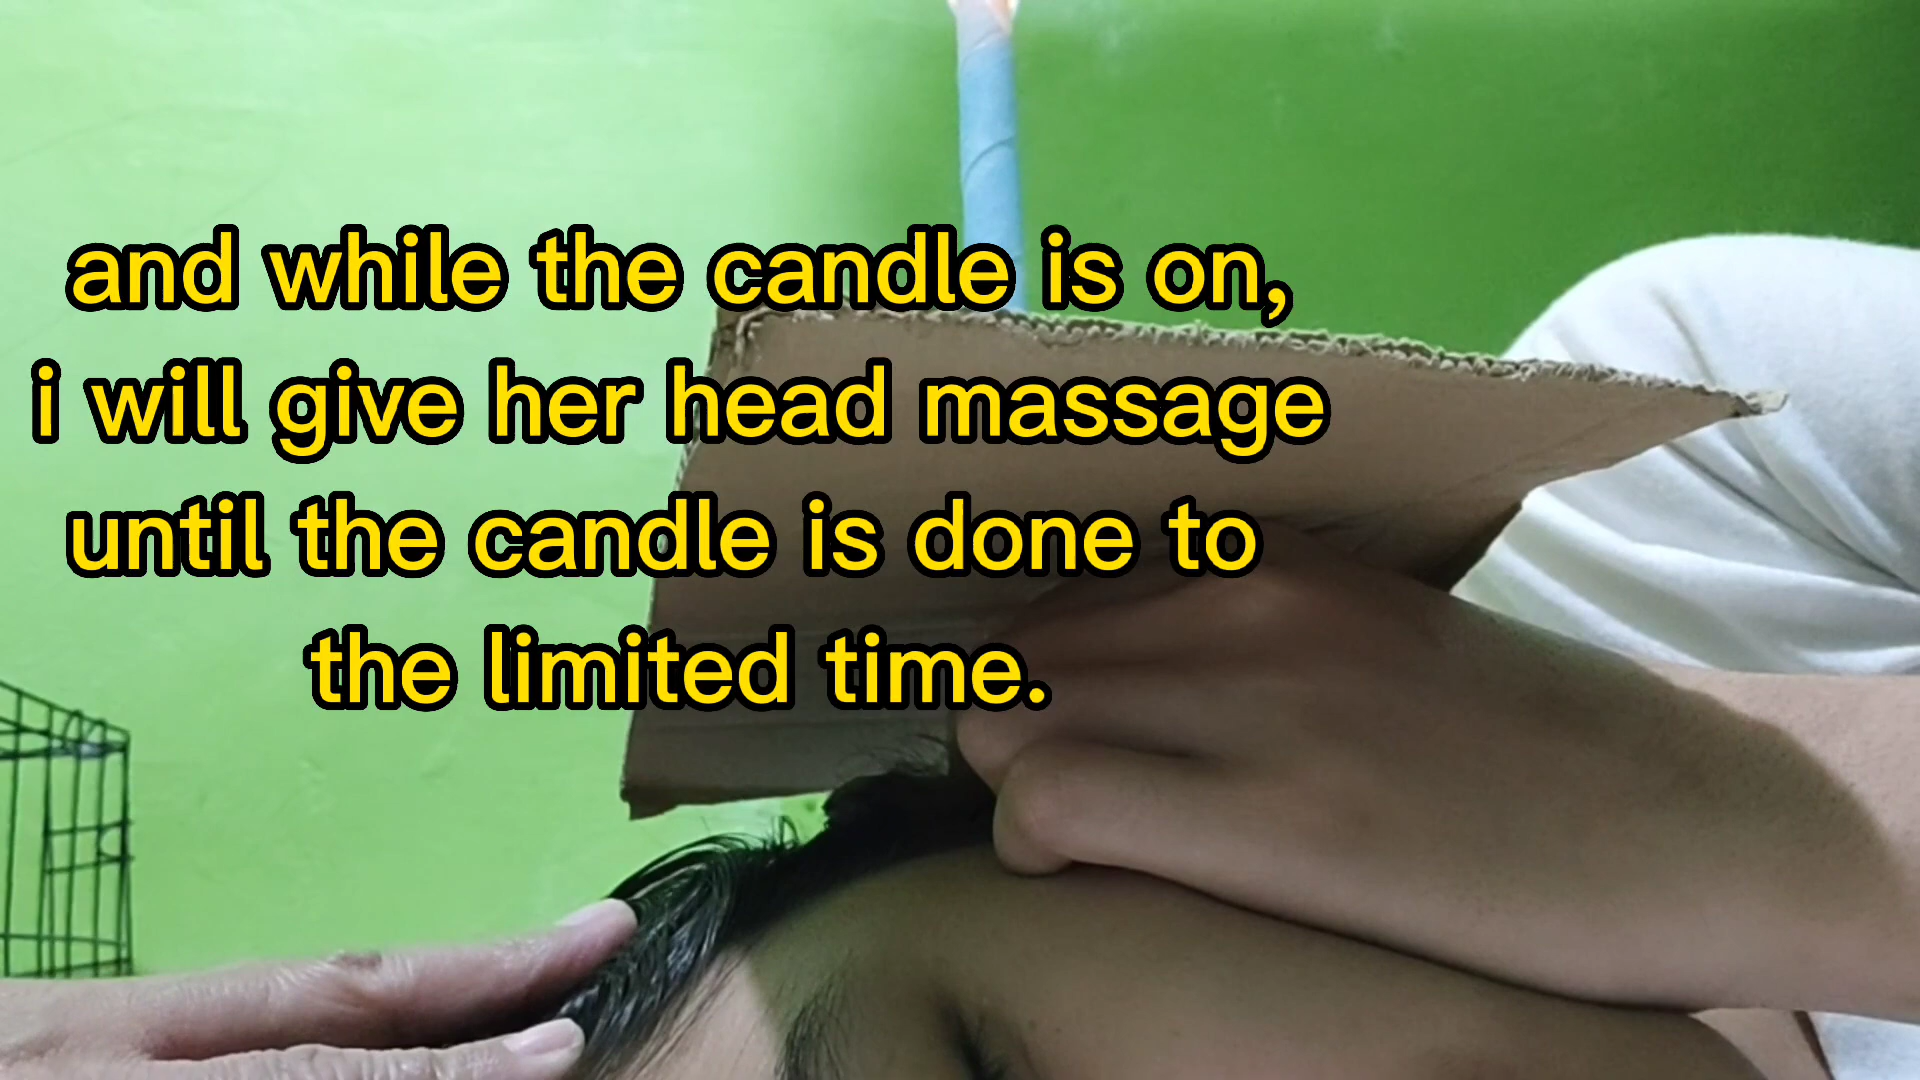 and while the candle is on,
i will give her head massage
until the candle is done to
the limited time.